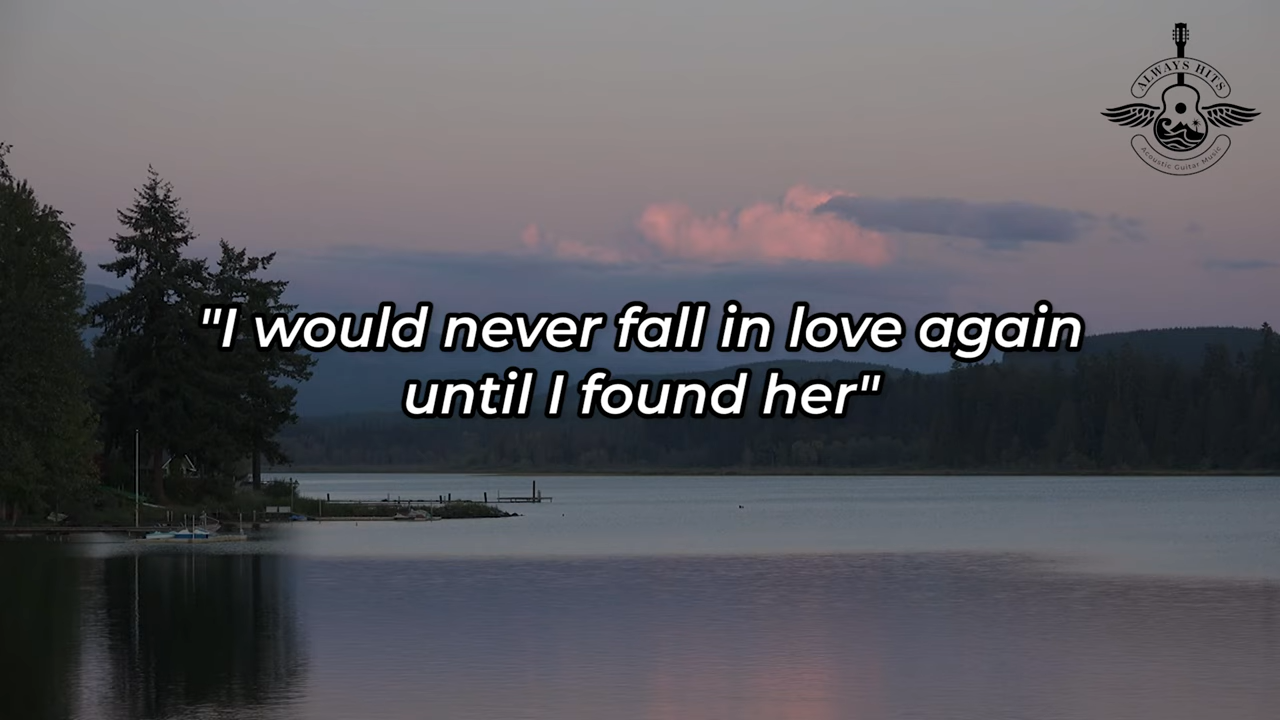 ALWAYS HITS
Acoustic Guitar Music
"I would never fall in love again
until I found her"